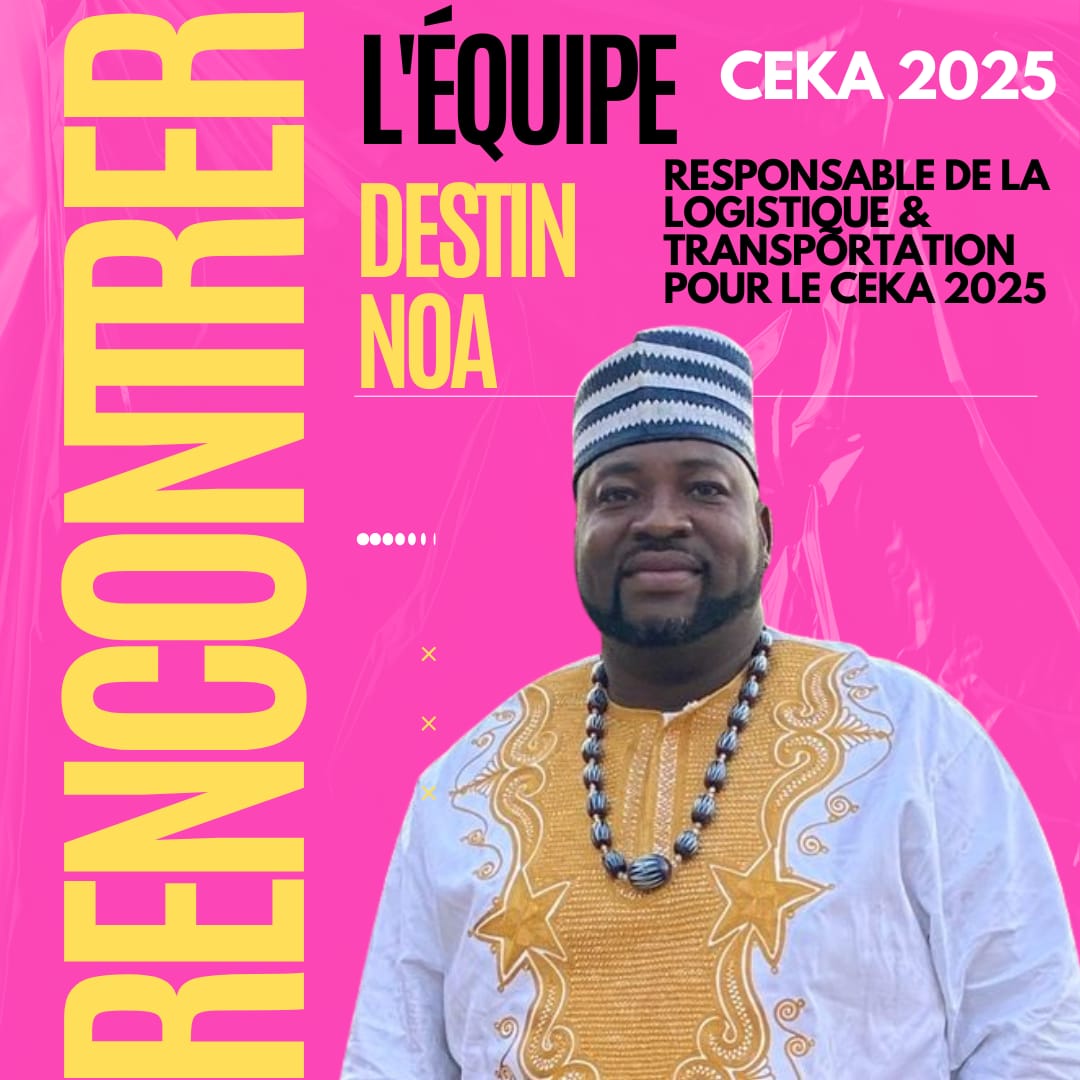 RENCONTRER
L'ÉQUIPE
CEKA 2025
DESTIN
NOA
RESPONSABLE DE LA
LOGISTIQUE &
TRANSPORTATION
POUR LE CEKA 2025